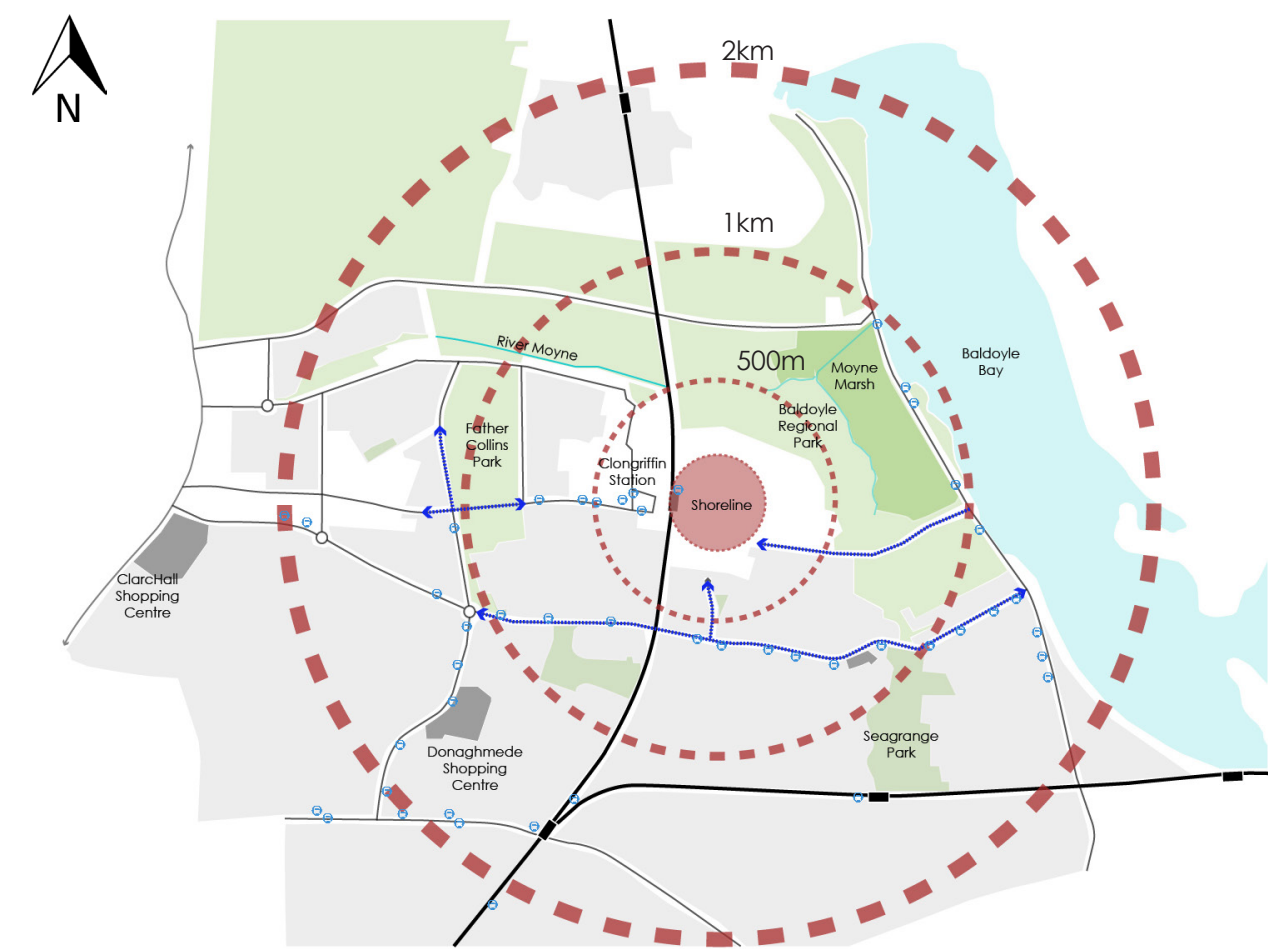 2km
N
1km
River Moyne
500m
Baldoyle
Bay
Moyne
Marsh
Baldoyle
Regional
Park
Father
Collins
Park
Clongriffin
Station
Shoreline
ClarcHall
Shopping
Centre
Seagrange
Park
Donaghmede
Shopping
Centre